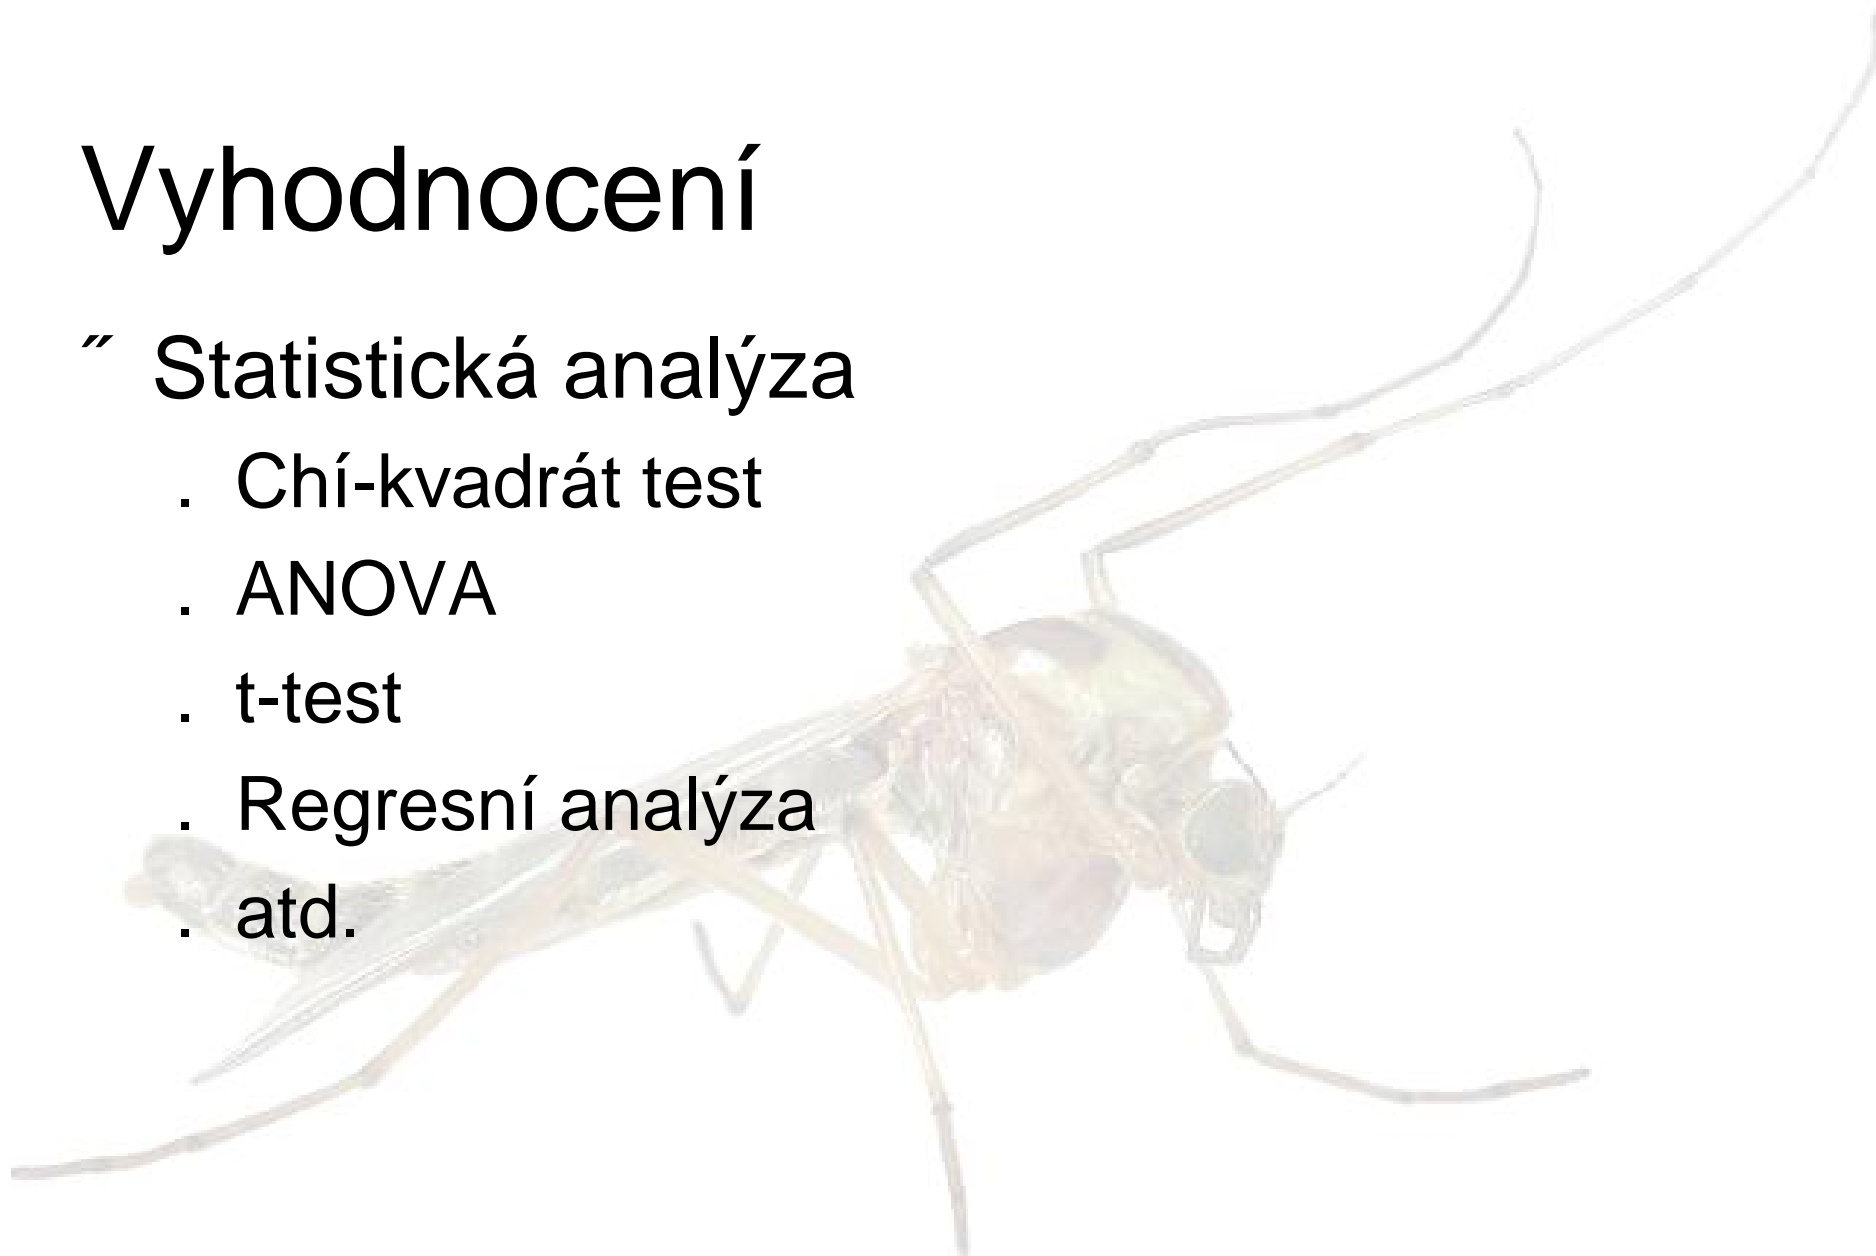 Vyhodnocení
˝ Statistická analýza
. Chí-kvadrát test
. ANOVA
. t-test
. Regresní analýza
. atd.